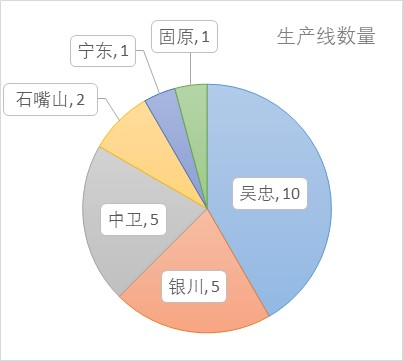 生产线数量
固原, 1
宁东, 1
石嘴山, 2
吴忠, 10
中卫, 5
银川, 5